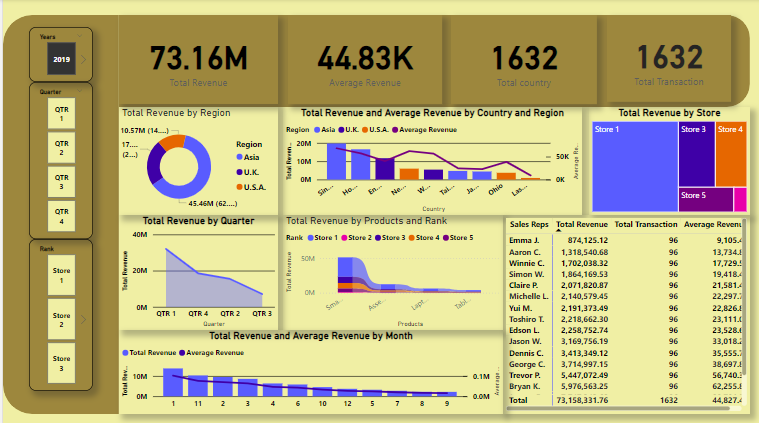 Years
2019
Quarter
QTR
1
QTR
2
QTR
3
QTR
4
Rank
Store
1
Store
2
Store
3
73.16M
Total Revenue
44.83K
Average Revenue
1632
Total country
1632
Total Transaction
Total Revenue by Region
10.57M (14....)
17....
(2...)
45.46M (62....)
Region
Asia
U.K.
U.S.A.
Total Revenue and Average Revenue by Country and Region
Region Asia U.K. U.S.A. Average Revenue
Total Reven...
20M
10M
0M
50K
0K
Average Re...
Sin...
Ho...
En...
Ne...
W...
Tai...
Ja...
Ohio
Las...
Country
Total Revenue by Store
Store 1
Store 3
Store 4
Store 5
Total Revenue by Quarter
Total Revenue
40M
20M
0M
QTR 1 QTR 4 QTR 2 QTR 3
Quarter
Total Revenue by Products and Rank
Rank Store 1 Store 2 Store 3 Store 4 Store 5
Total Revenue
50M
0M
Sma...
Asse...
Lapt...
Tabl...
Products
Sales Reps Total Revenue Total Transaction Average Revenu
Emma J. 874,125.12 96 9,105.4
Aaron C. 1,318,540.68 96 13,734.8
Winnie C. 1,702,038.32 96 17,729.5
Simon W. 1,864,169.53 96 19,418.4
Claire P. 2,071,820.87 96 21,581.4
Michelle L. 2,140,579.45 96 22,297.7
Yui M. 2,191,373.49 96 22,826.8
Toshiro T. 2,218,662.30 96 23,111.0
Edson L. 2,258,752.74 96 23,528.6
Jason W. 3,169,756.19 96 33,018.2
Dennis C. 3,413,349.12 96 35,555.7
George C. 3,714,997.15 96 38,697.8
Trevor P. 5,447,072.49 96 56,740.3
Bryan K. 5,976,563.25 96 62,255.8
Total 73,158,331.76 1632 44,827.4
Total Revenue and Average Revenue by Month
Total Revenue Average Revenue
Total Rev...
10M
0M
0.1M
0.0M
Average ...
1 11 2 3 4 6 10 12 5 7 8 9